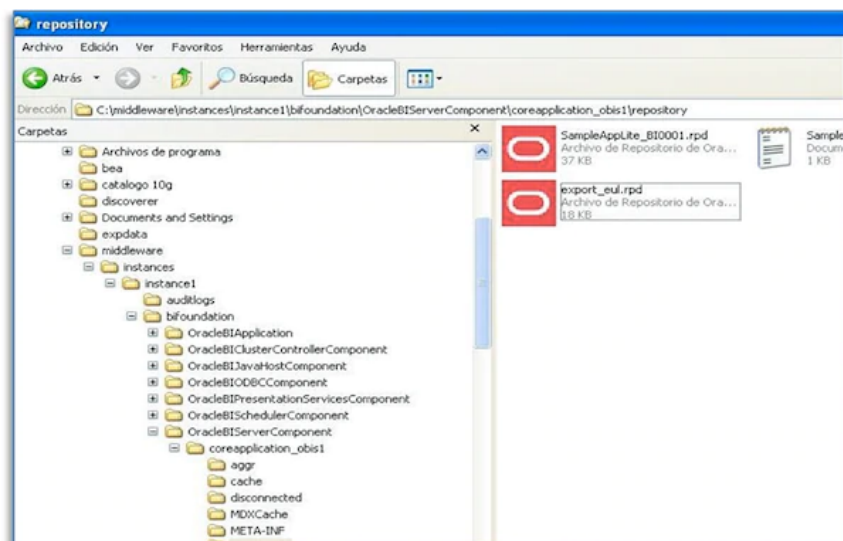 repository
Archivo Edición Ver Favoritos Herramientas Ayuda
Atrás Búsqueda Carpetas
Dirección C:\middleware\instances\instance1\bifoundation\OracleBIServerComponent\coreapplication_obis1\repository
Carpetas
Archivos de programa
bea
catalogo 10g
discoverer
Documents and Settings
expdata
middleware
instances
instance1
auditlogs
bifoundation
OracleBIApplication
OracleBIClusterControllerComponent
OracleBIJavaHostComponent
OracleBIODBCComponent
OracleBIPresentationServicesComponent
OracleBISchedulerComponent
OracleBIServerComponent
coreapplication_obis1
aggr
cache
disconnected
MDXCache
META-INF
SampleAppLite_BI0001.rpd
Archivo de Repositorio de Ora...
37 KB
Sample
Docum
1 KB
export_eul.rpd
Archivo de Repositorio de Ora...
18 KB